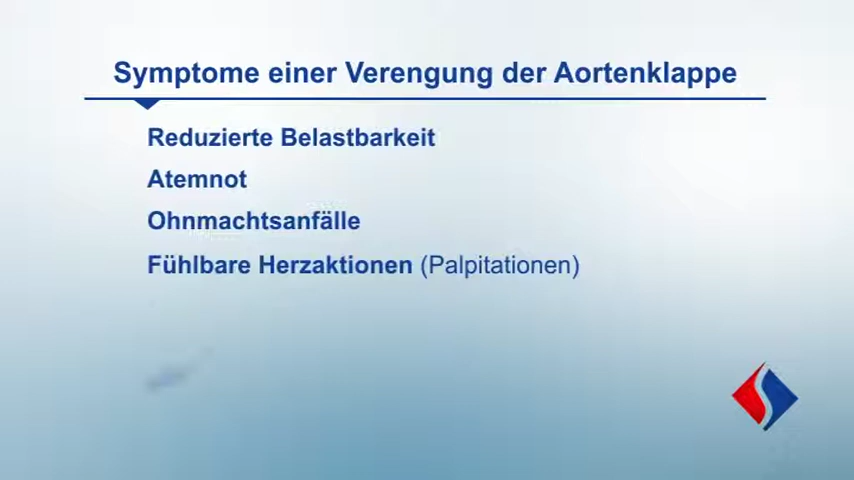 Symptome einer Verengung der Aortenklappe
Reduzierte Belastbarkeit
Atemnot
Ohnmachtsanfälle
Fühlbare Herzaktionen (Palpitationen)